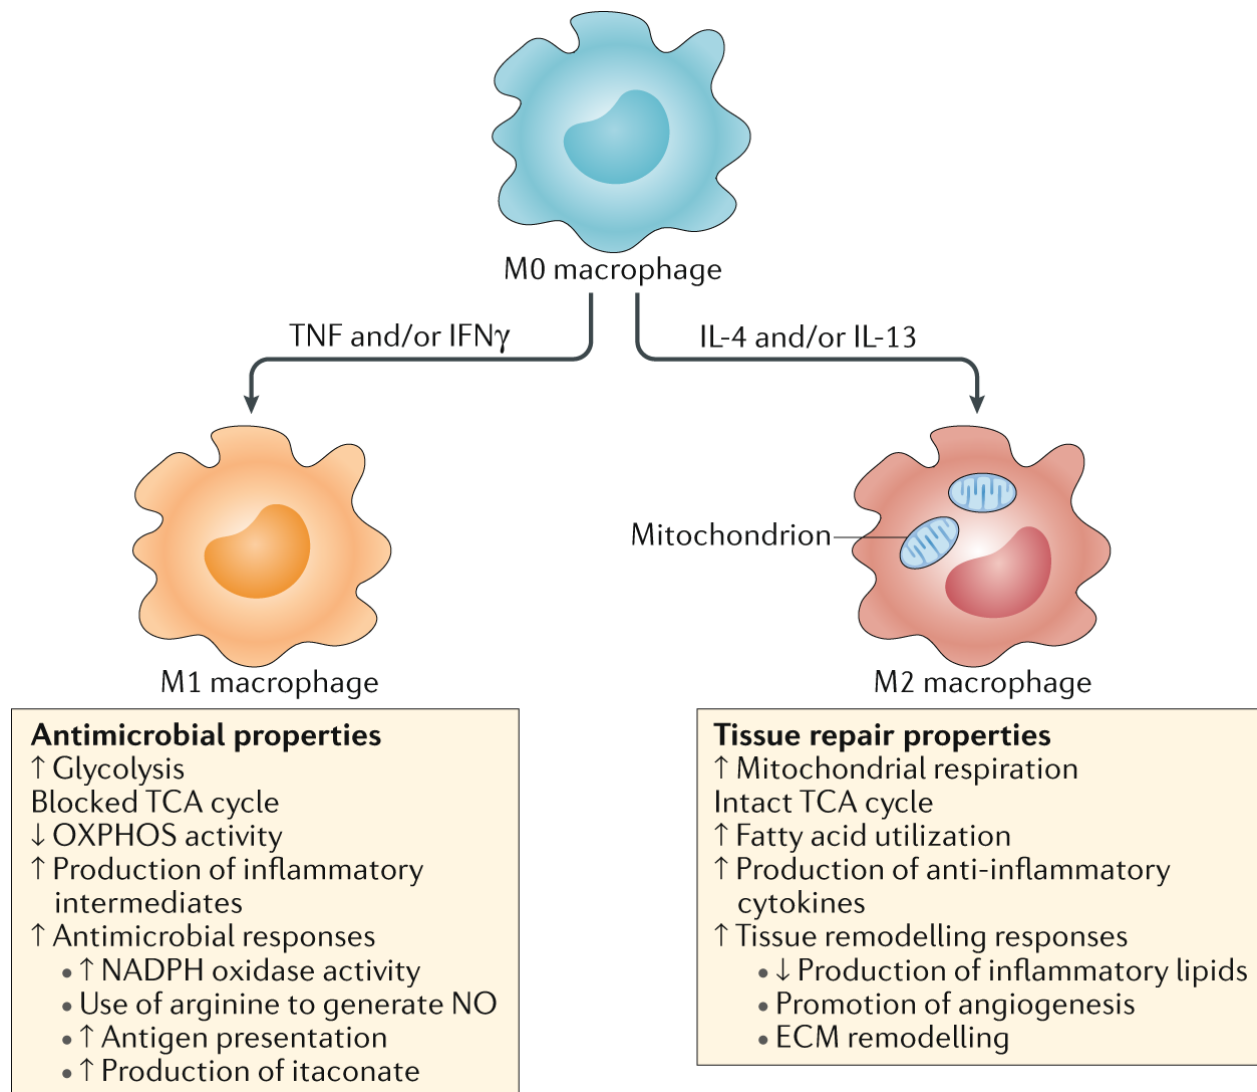 M0 macrophage
TNF and/or IFNγ
IL-4 and/or IL-13
Mitochondrion
M1 macrophage
Antimicrobial properties
↑ Glycolysis
Blocked TCA cycle
↓ OXPHOS activity
↑ Production of inflammatory
intermediates
↑ Antimicrobial responses
• ↑ NADPH oxidase activity
• Use of arginine to generate NO
• ↑ Antigen presentation
• ↑ Production of itaconate
M2 macrophage
Tissue repair properties
↑ Mitochondrial respiration
Intact TCA cycle
↑ Fatty acid utilization
↑ Production of anti-inflammatory
cytokines
↑ Tissue remodelling responses
• ↓ Production of inflammatory lipids
• Promotion of angiogenesis
• ECM remodelling